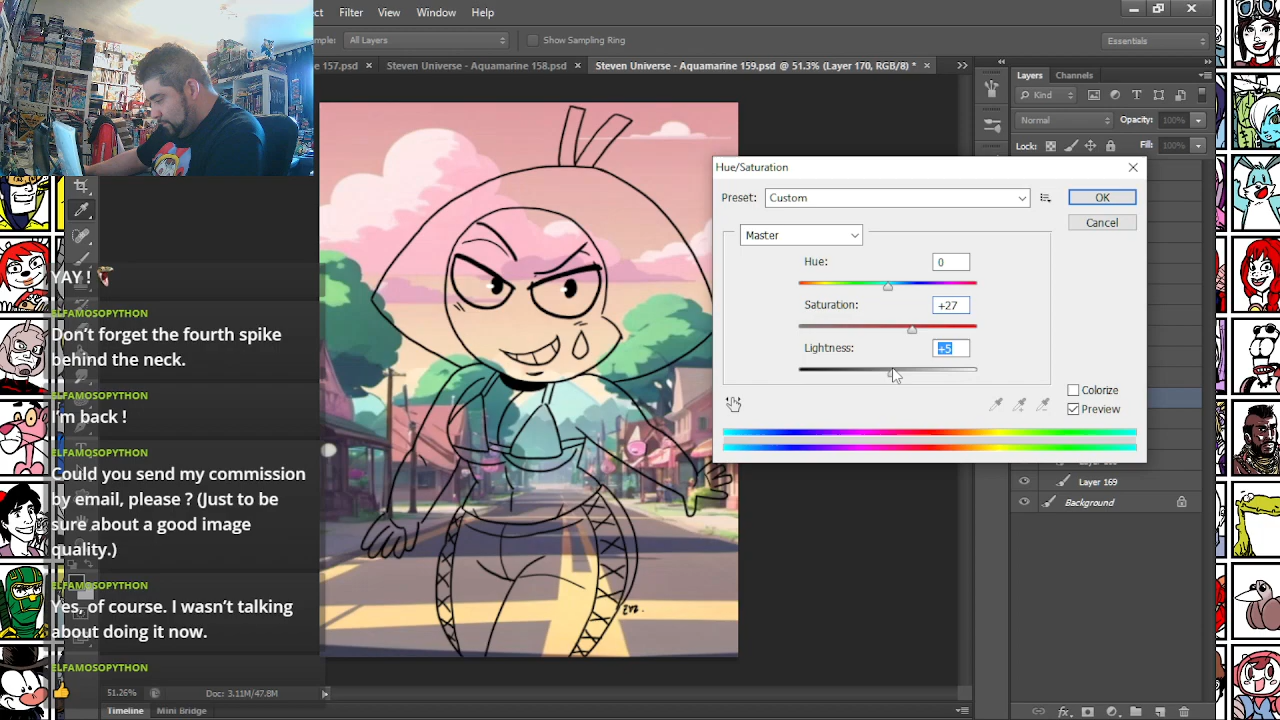 ct Filter View Window Help
mple: All Layers Show Sampling Ring Essentials
e 157.psd × Steven Universe - Aquamarine 158.psd × Steven Universe - Aquamarine 159.psd @ 51.3% (Layer 170, RGB/8) * ×
Layers Channels
Kind
Normal Opacity: 100%
Lock: Fill: 100%
Hue/Saturation
Preset: Custom OK
Cancel
Master
Hue: 0
Saturation: +27
Lightness: +5
Colorize
Preview
Layer 169
Background
YAY !
ELFAMOSOPYTHON
Don't forget the fourth spike
behind the neck.
ELFAMOSOPYTHON
I'm back !
ELFAMOSOPYTHON
Could you send my commission
by email, please ? (Just to be
sure about a good image
quality.)
ELFAMOSOPYTHON
Yes, of course. I wasn't talking
about doing it now.
ELFAMOSOPYTHON
51.26% Doc: 3.11M/47.8M
Timeline Mini Bridge